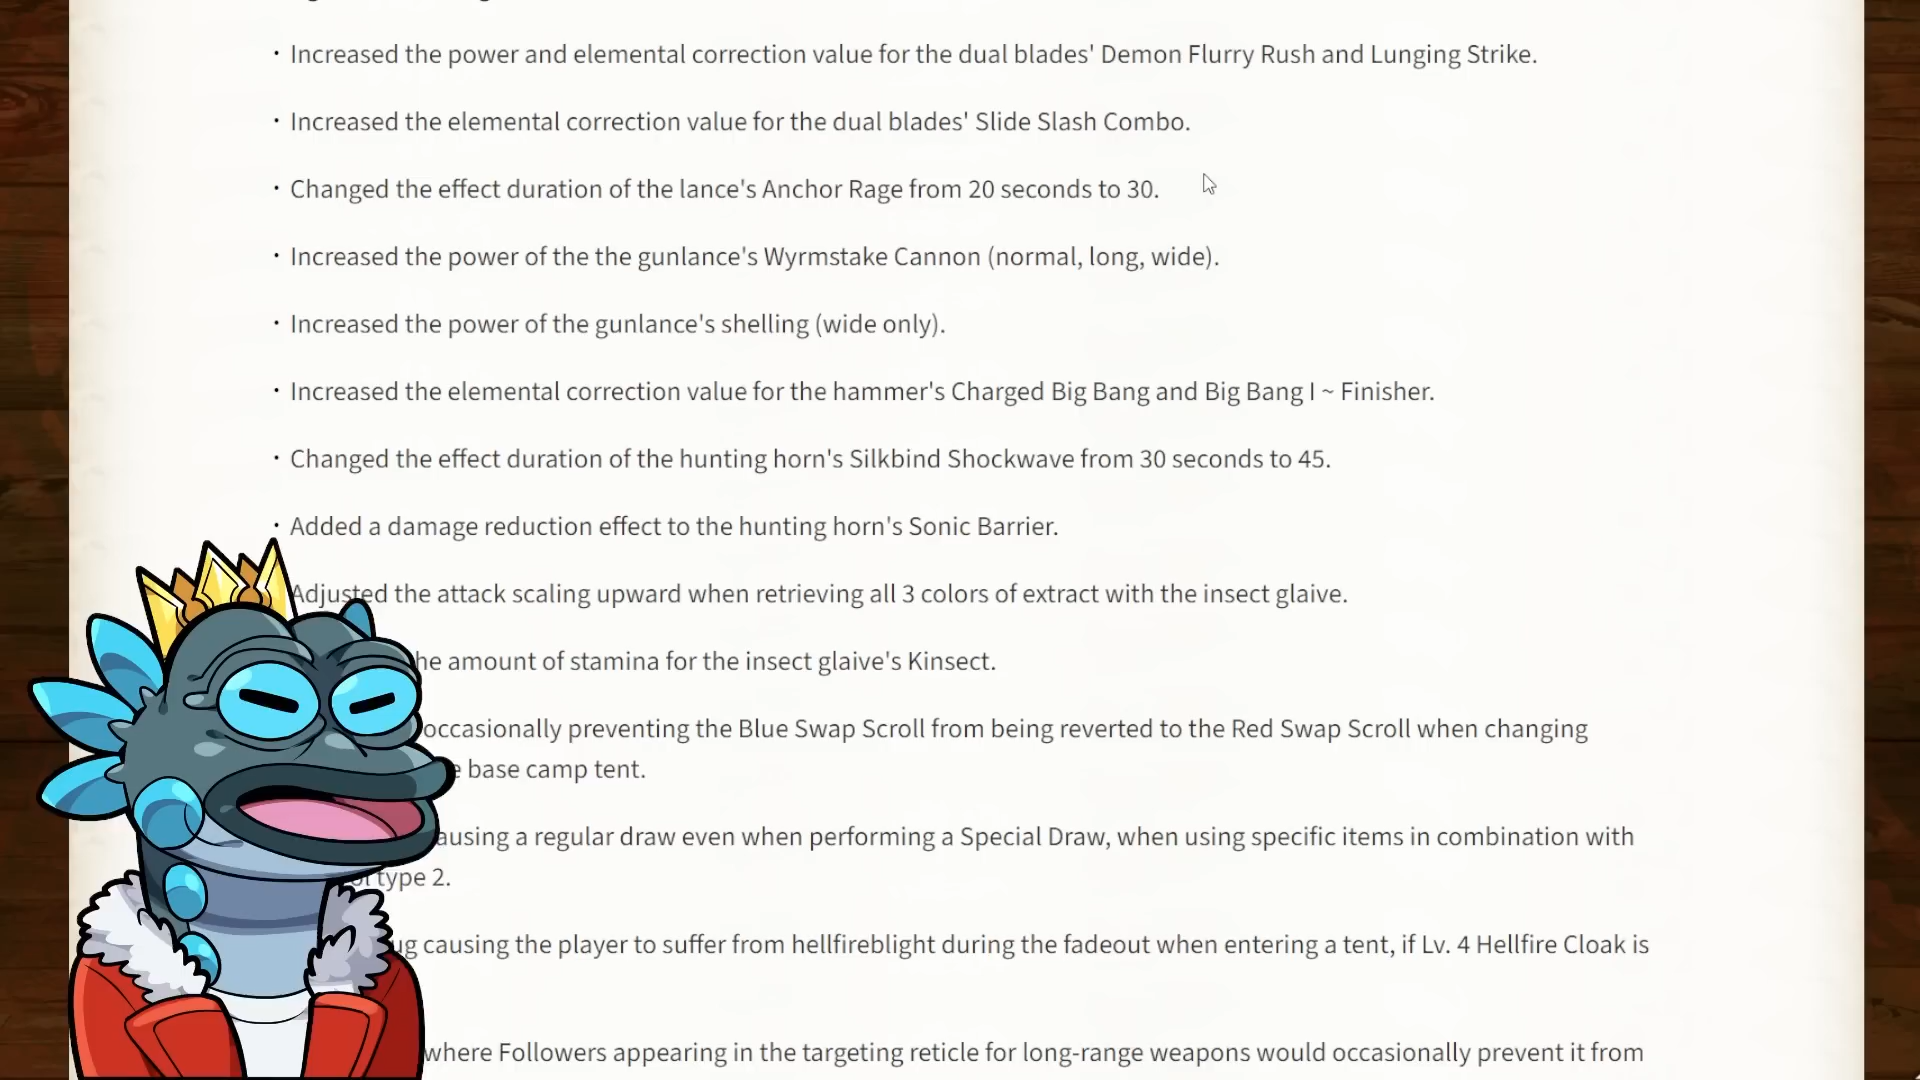 ・Increased the power and elemental correction value for the dual blades' Demon Flurry Rush and Lunging Strike.
・Increased the elemental correction value for the dual blades' Slide Slash Combo.
・Changed the effect duration of the lance's Anchor Rage from 20 seconds to 30.
・Increased the power of the the gunlance's Wyrmstake Cannon (normal, long, wide).
・Increased the power of the gunlance's shelling (wide only).
・Increased the elemental correction value for the hammer's Charged Big Bang and Big Bang I ~ Finisher.
・Changed the effect duration of the hunting horn's Silkbind Shockwave from 30 seconds to 45.
・Added a damage reduction effect to the hunting horn's Sonic Barrier.
Adjusted the attack scaling upward when retrieving all 3 colors of extract with the insect glaive.
amount of stamina for the insect glaive's Kinsect.
occasionally preventing the Blue Swap Scroll from being reverted to the Red Swap Scroll when changing
base camp tent.
a regular draw even when performing a Special Draw, when using specific items in combination with
type 2.
causing the player to suffer from hellfireblight during the fadeout when entering a tent, if Lv. 4 Hellfire Cloak is
where Followers appearing in the targeting reticle for long-range weapons would occasionally prevent it from